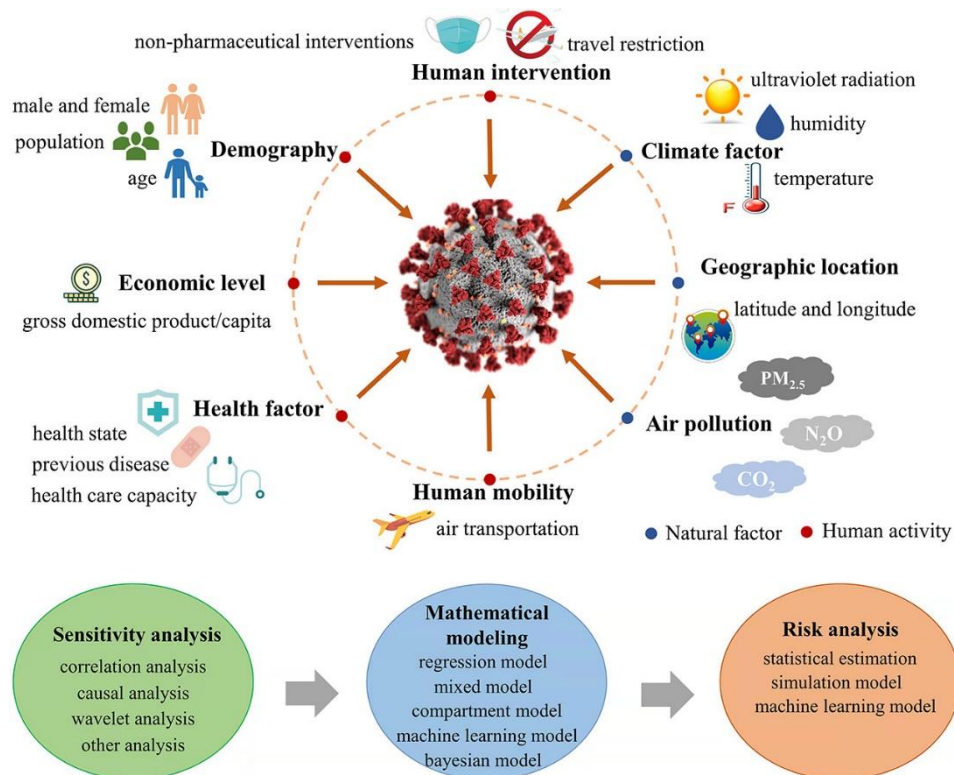 non-pharmaceutical interventions
travel restriction
Human intervention
male and female
population
age
Demography
ultraviolet radiation
humidity
Climate factor
temperature
F
Economic level
gross domestic product/capita
$
Geographic location
latitude and longitude
Health factor
health state
previous disease
health care capacity
Air pollution
PM2.5
N2O
CO2
Human mobility
air transportation
Natural factor
Human activity
Sensitivity analysis
correlation analysis
causal analysis
wavelet analysis
other analysis
Mathematical
modeling
regression model
mixed model
compartment model
machine learning model
bayesian model
Risk analysis
statistical estimation
simulation model
machine learning model